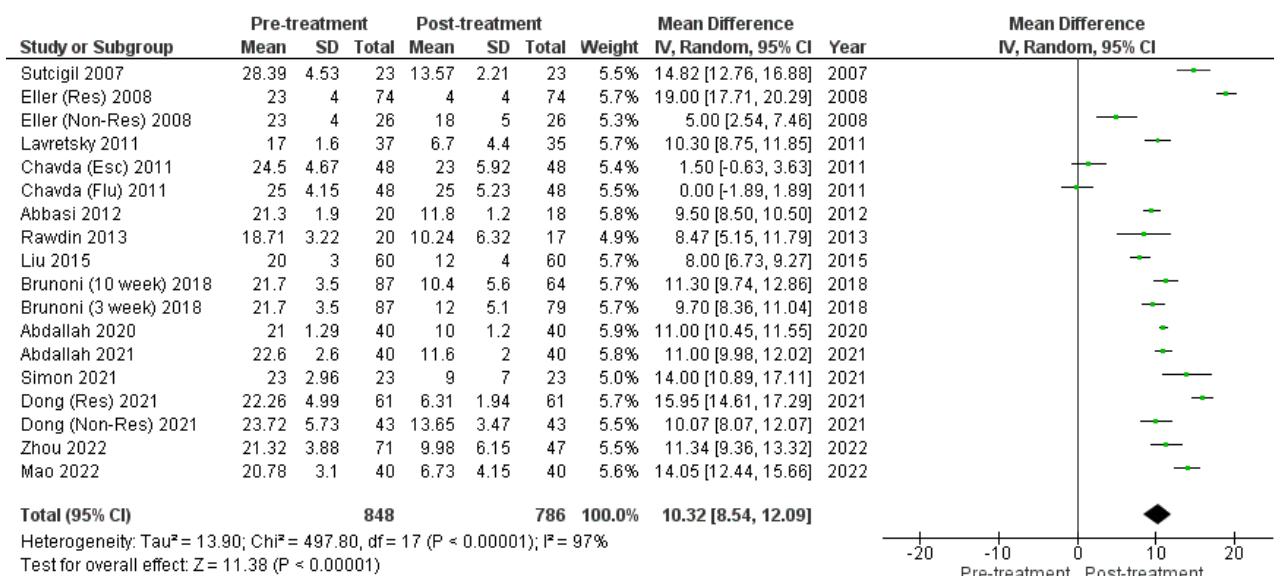 Pre-treatment Post-treatment Mean Difference Mean Difference
Study or Subgroup Mean SD Total Mean SD Total Weight IV, Random, 95% CI Year IV, Random, 95% CI
Sutcigil 2007 28.39 4.53 23 13.57 2.21 23 5.5% 14.82 [12.76, 16.88] 2007
Eller (Res) 2008 23 4 74 4 4 74 5.7% 19.00 [17.71, 20.29] 2008
Eller (Non-Res) 2008 23 4 26 18 5 26 5.3% 5.00 [2.54, 7.46] 2008
Lavretsky 2011 17 1.6 37 6.7 4.4 35 5.6% 10.30 [8.75, 11.85] 2011
Chavda (Esc) 2011 24.5 4.67 48 23 5.92 48 5.4% 1.50 [-0.63, 3.63] 2011
Chavda (Flu) 2011 25 4.15 48 25 5.23 48 5.5% 0.00 [-1.89, 1.89] 2011
Abbasi 2012 21.3 1.9 20 11.8 1.2 18 5.8% 9.50 [8.50, 10.50] 2012
Rawdin 2013 18.71 3.22 20 10.24 6.32 17 4.9% 8.47 [5.15, 11.79] 2013
Liu 2015 20 3 60 12 4 60 5.7% 8.00 [6.73, 9.27] 2015
Brunoni (10 week) 2018 21.7 3.5 87 10.4 5.6 64 5.7% 11.30 [9.74, 12.86] 2018
Brunoni (3 week) 2018 21.7 3.5 87 12 5.1 79 5.7% 9.70 [8.36, 11.04] 2018
Abdallah 2020 21 1.29 40 10 1.2 40 5.9% 11.00 [10.45, 11.55] 2020
Abdallah 2021 22.6 2.6 40 11.6 2 40 5.8% 11.00 [9.98, 12.02] 2021
Simon 2021 23 2.96 23 9 7 23 5.0% 14.00 [10.89, 17.11] 2021
Dong (Res) 2021 22.26 4.99 61 6.31 1.94 61 5.7% 15.95 [14.61, 17.29] 2021
Dong (Non-Res) 2021 23.72 5.73 43 13.65 3.47 43 5.5% 10.07 [8.07, 12.07] 2021
Zhou 2022 21.32 3.88 71 9.98 6.15 47 5.5% 11.34 [9.36, 13.32] 2022
Mao 2022 20.78 3.1 40 6.73 4.15 40 5.6% 14.05 [12.44, 15.66] 2022
Total (95% CI) 848 786 100.0% 10.32 [8.54, 12.09]
Heterogeneity: Tau² = 13.90; Chi² = 497.80, df = 17 (P < 0.00001); I² = 97%
Test for overall effect: Z = 11.38 (P < 0.00001)
-20 -10 0 10 20
Pre-treatment Post-treatment